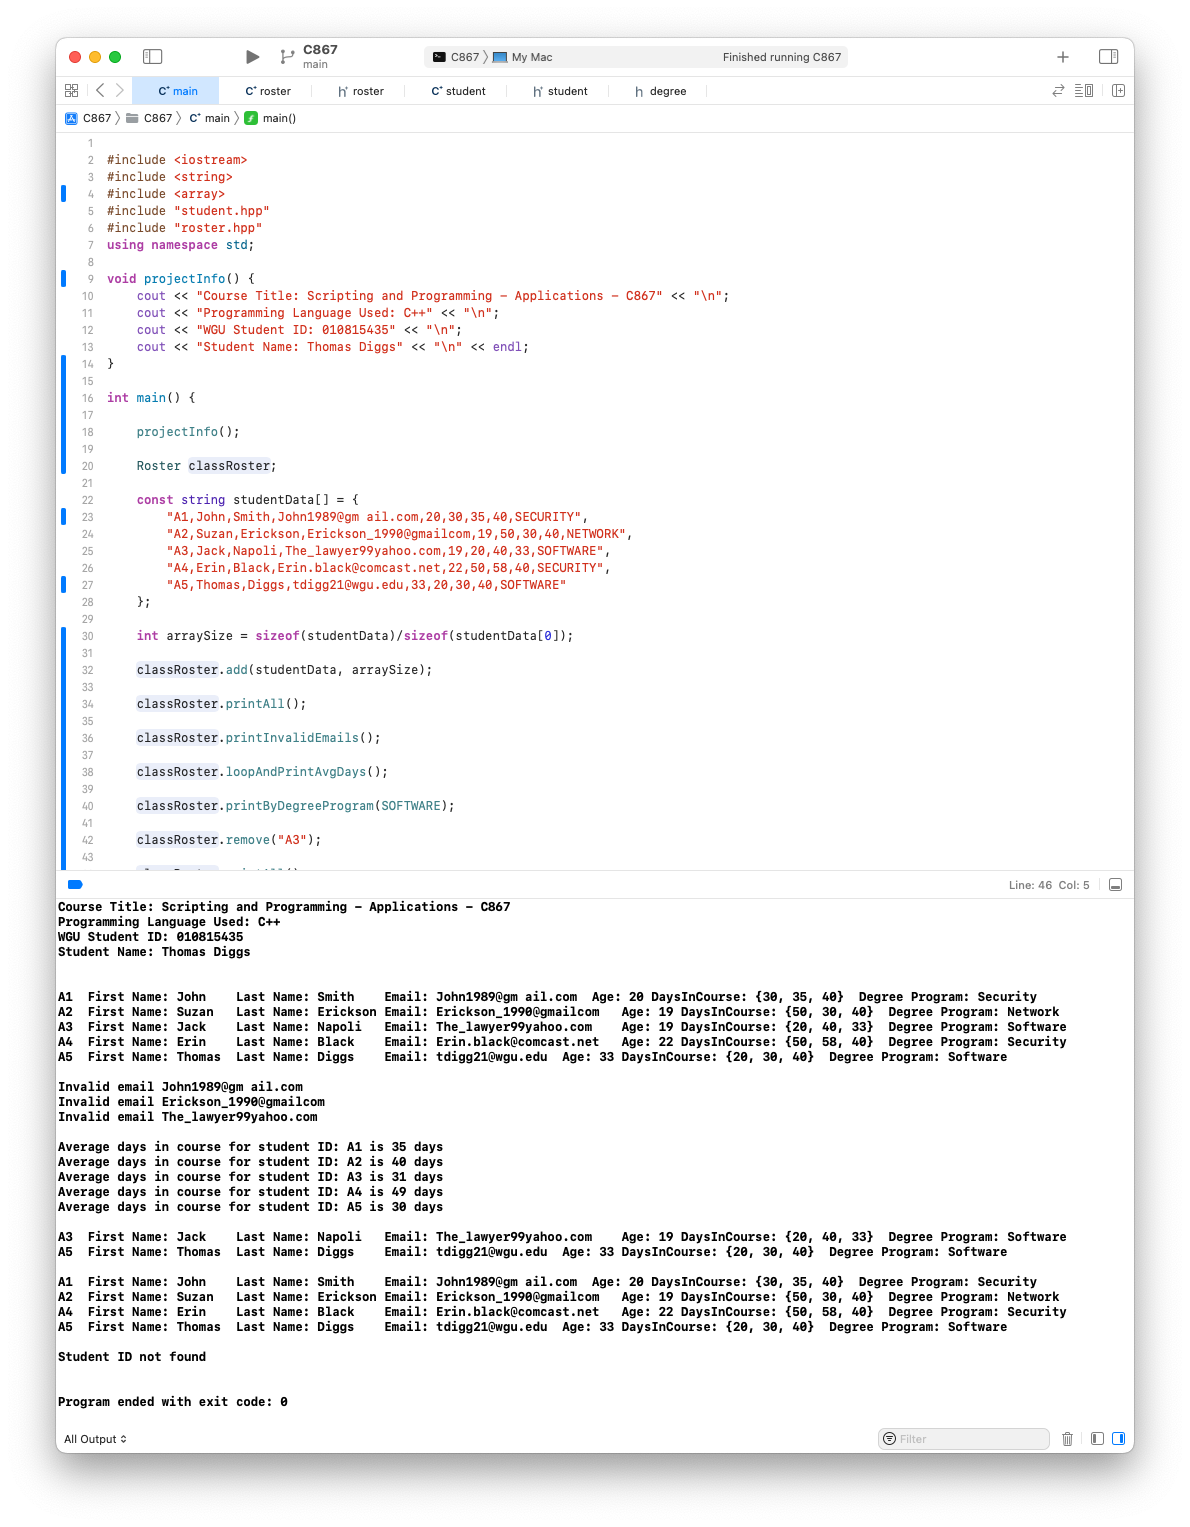 C867
main
C867 〉 My Mac
Finished running C867
main
roster
roster
student
student
degree
C867 〉 C867 〉 main 〉 main()
1
2 #include <iostream>
3 #include <string>
4 #include <array>
5 #include "student.hpp"
6 #include "roster.hpp"
7 using namespace std;
8
9 void projectInfo() {
10     cout << "Course Title: Scripting and Programming – Applications – C867" << "\n";
11     cout << "Programming Language Used: C++" << "\n";
12     cout << "WGU Student ID: 010815435" << "\n";
13     cout << "Student Name: Thomas Diggs" << "\n" << endl;
14 }
15
16 int main() {
17
18     projectInfo();
19
20     Roster classRoster;
21
22     const string studentData[] = {
23         "A1,John,Smith,John1989@gm ail.com,20,30,35,40,SECURITY",
24         "A2,Suzan,Erickson,Erickson_1990@gmailcom,19,50,30,40,NETWORK",
25         "A3,Jack,Napoli,The_lawyer99yahoo.com,19,20,40,33,SOFTWARE",
26         "A4,Erin,Black,Erin.black@comcast.net,22,50,58,40,SECURITY",
27         "A5,Thomas,Diggs,tdigg21@wgu.edu,33,20,30,40,SOFTWARE"
28     };
29
30     int arraySize = sizeof(studentData)/sizeof(studentData[0]);
31
32     classRoster.add(studentData, arraySize);
33
34     classRoster.printAll();
35
36     classRoster.printInvalidEmails();
37
38     classRoster.loopAndPrintAvgDays();
39
40     classRoster.printByDegreeProgram(SOFTWARE);
41
42     classRoster.remove("A3");
43
Line: 46 Col: 5
Course Title: Scripting and Programming – Applications – C867
Programming Language Used: C++
WGU Student ID: 010815435
Student Name: Thomas Diggs
A1  First Name: John    Last Name: Smith    Email: John1989@gm ail.com  Age: 20 DaysInCourse: {30, 35, 40}  Degree Program: Security
A2  First Name: Suzan   Last Name: Erickson Email: Erickson_1990@gmailcom   Age: 19 DaysInCourse: {50, 30, 40}  Degree Program: Network
A3  First Name: Jack    Last Name: Napoli   Email: The_lawyer99yahoo.com    Age: 19 DaysInCourse: {20, 40, 33}  Degree Program: Software
A4  First Name: Erin    Last Name: Black    Email: Erin.black@comcast.net   Age: 22 DaysInCourse: {50, 58, 40}  Degree Program: Security
A5  First Name: Thomas  Last Name: Diggs    Email: tdigg21@wgu.edu  Age: 33 DaysInCourse: {20, 30, 40}  Degree Program: Software
Invalid email John1989@gm ail.com
Invalid email Erickson_1990@gmailcom
Invalid email The_lawyer99yahoo.com
Average days in course for student ID: A1 is 35 days
Average days in course for student ID: A2 is 40 days
Average days in course for student ID: A3 is 31 days
Average days in course for student ID: A4 is 49 days
Average days in course for student ID: A5 is 30 days
A3  First Name: Jack    Last Name: Napoli   Email: The_lawyer99yahoo.com    Age: 19 DaysInCourse: {20, 40, 33}  Degree Program: Software
A5  First Name: Thomas  Last Name: Diggs    Email: tdigg21@wgu.edu  Age: 33 DaysInCourse: {20, 30, 40}  Degree Program: Software
A1  First Name: John    Last Name: Smith    Email: John1989@gm ail.com  Age: 20 DaysInCourse: {30, 35, 40}  Degree Program: Security
A2  First Name: Suzan   Last Name: Erickson Email: Erickson_1990@gmailcom   Age: 19 DaysInCourse: {50, 30, 40}  Degree Program: Network
A4  First Name: Erin    Last Name: Black    Email: Erin.black@comcast.net   Age: 22 DaysInCourse: {50, 58, 40}  Degree Program: Security
A5  First Name: Thomas  Last Name: Diggs    Email: tdigg21@wgu.edu  Age: 33 DaysInCourse: {20, 30, 40}  Degree Program: Software
Student ID not found
Program ended with exit code: 0
All Output
Filter